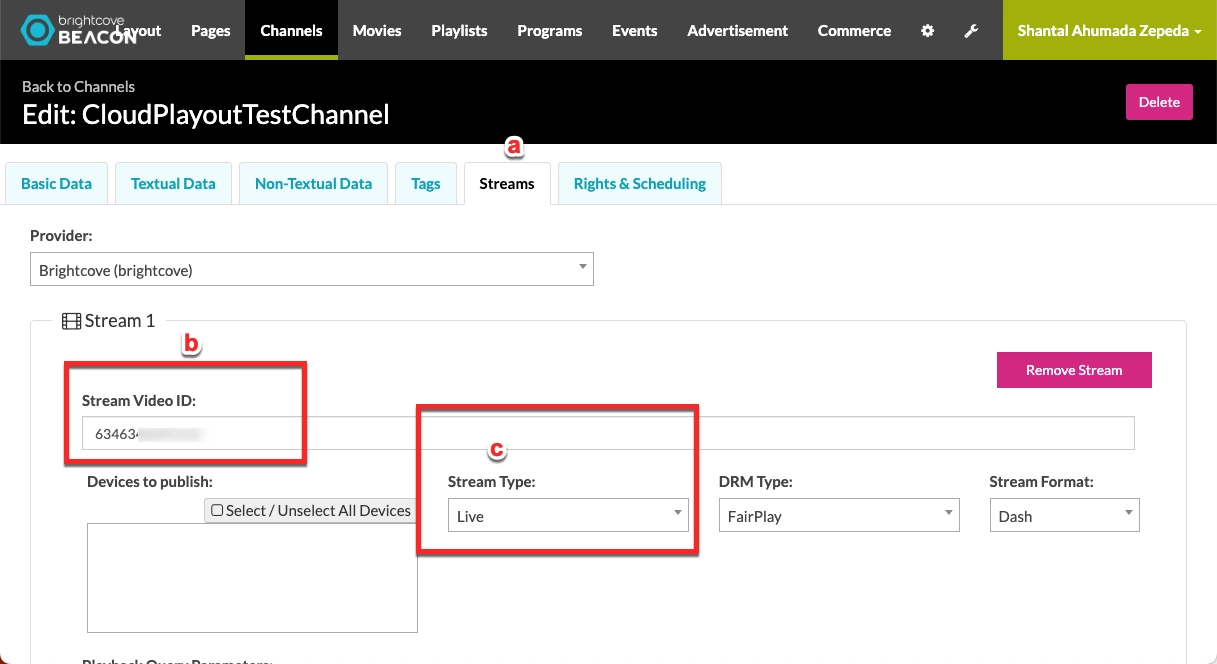 brightcove
BEACON
Layout Pages Channels Movies Playlists Programs Events Advertisement Commerce Shantal Ahumada Zepeda
Back to Channels
Edit: CloudPlayoutTestChannel
Delete
a
Basic Data Textual Data Non-Textual Data Tags Streams Rights & Scheduling
Provider:
Brightcove (brightcove)
Stream 1
b
Remove Stream
Stream Video ID:
63463
c
Devices to publish: Stream Type: DRM Type: Stream Format:
Select / Unselect All Devices
Live FairPlay Dash
Playback Query Parameters: